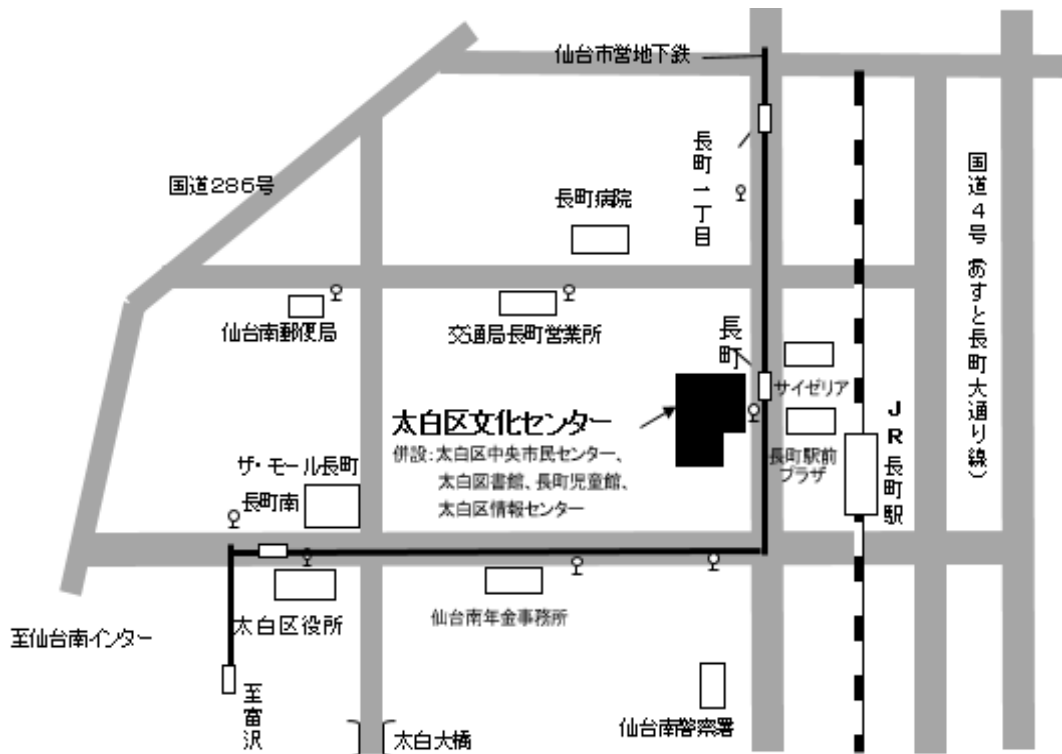 仙台市営地下鉄
長町一丁目
国道286号
長町病院
国道4号(あすと長町大通り線)
仙台南郵便局
交通局長町営業所
長町
サイゼリア
太白区文化センター
併設:太白区中央市民センター、
太白区図書館、長町児童館、
太白区情報センター
長町駅前
プラザ
JR長町駅
ザ・モール長町
長町南
太白区役所
仙台南年金事務所
至仙台南インター
至富沢
太白大橋
仙台南警察署